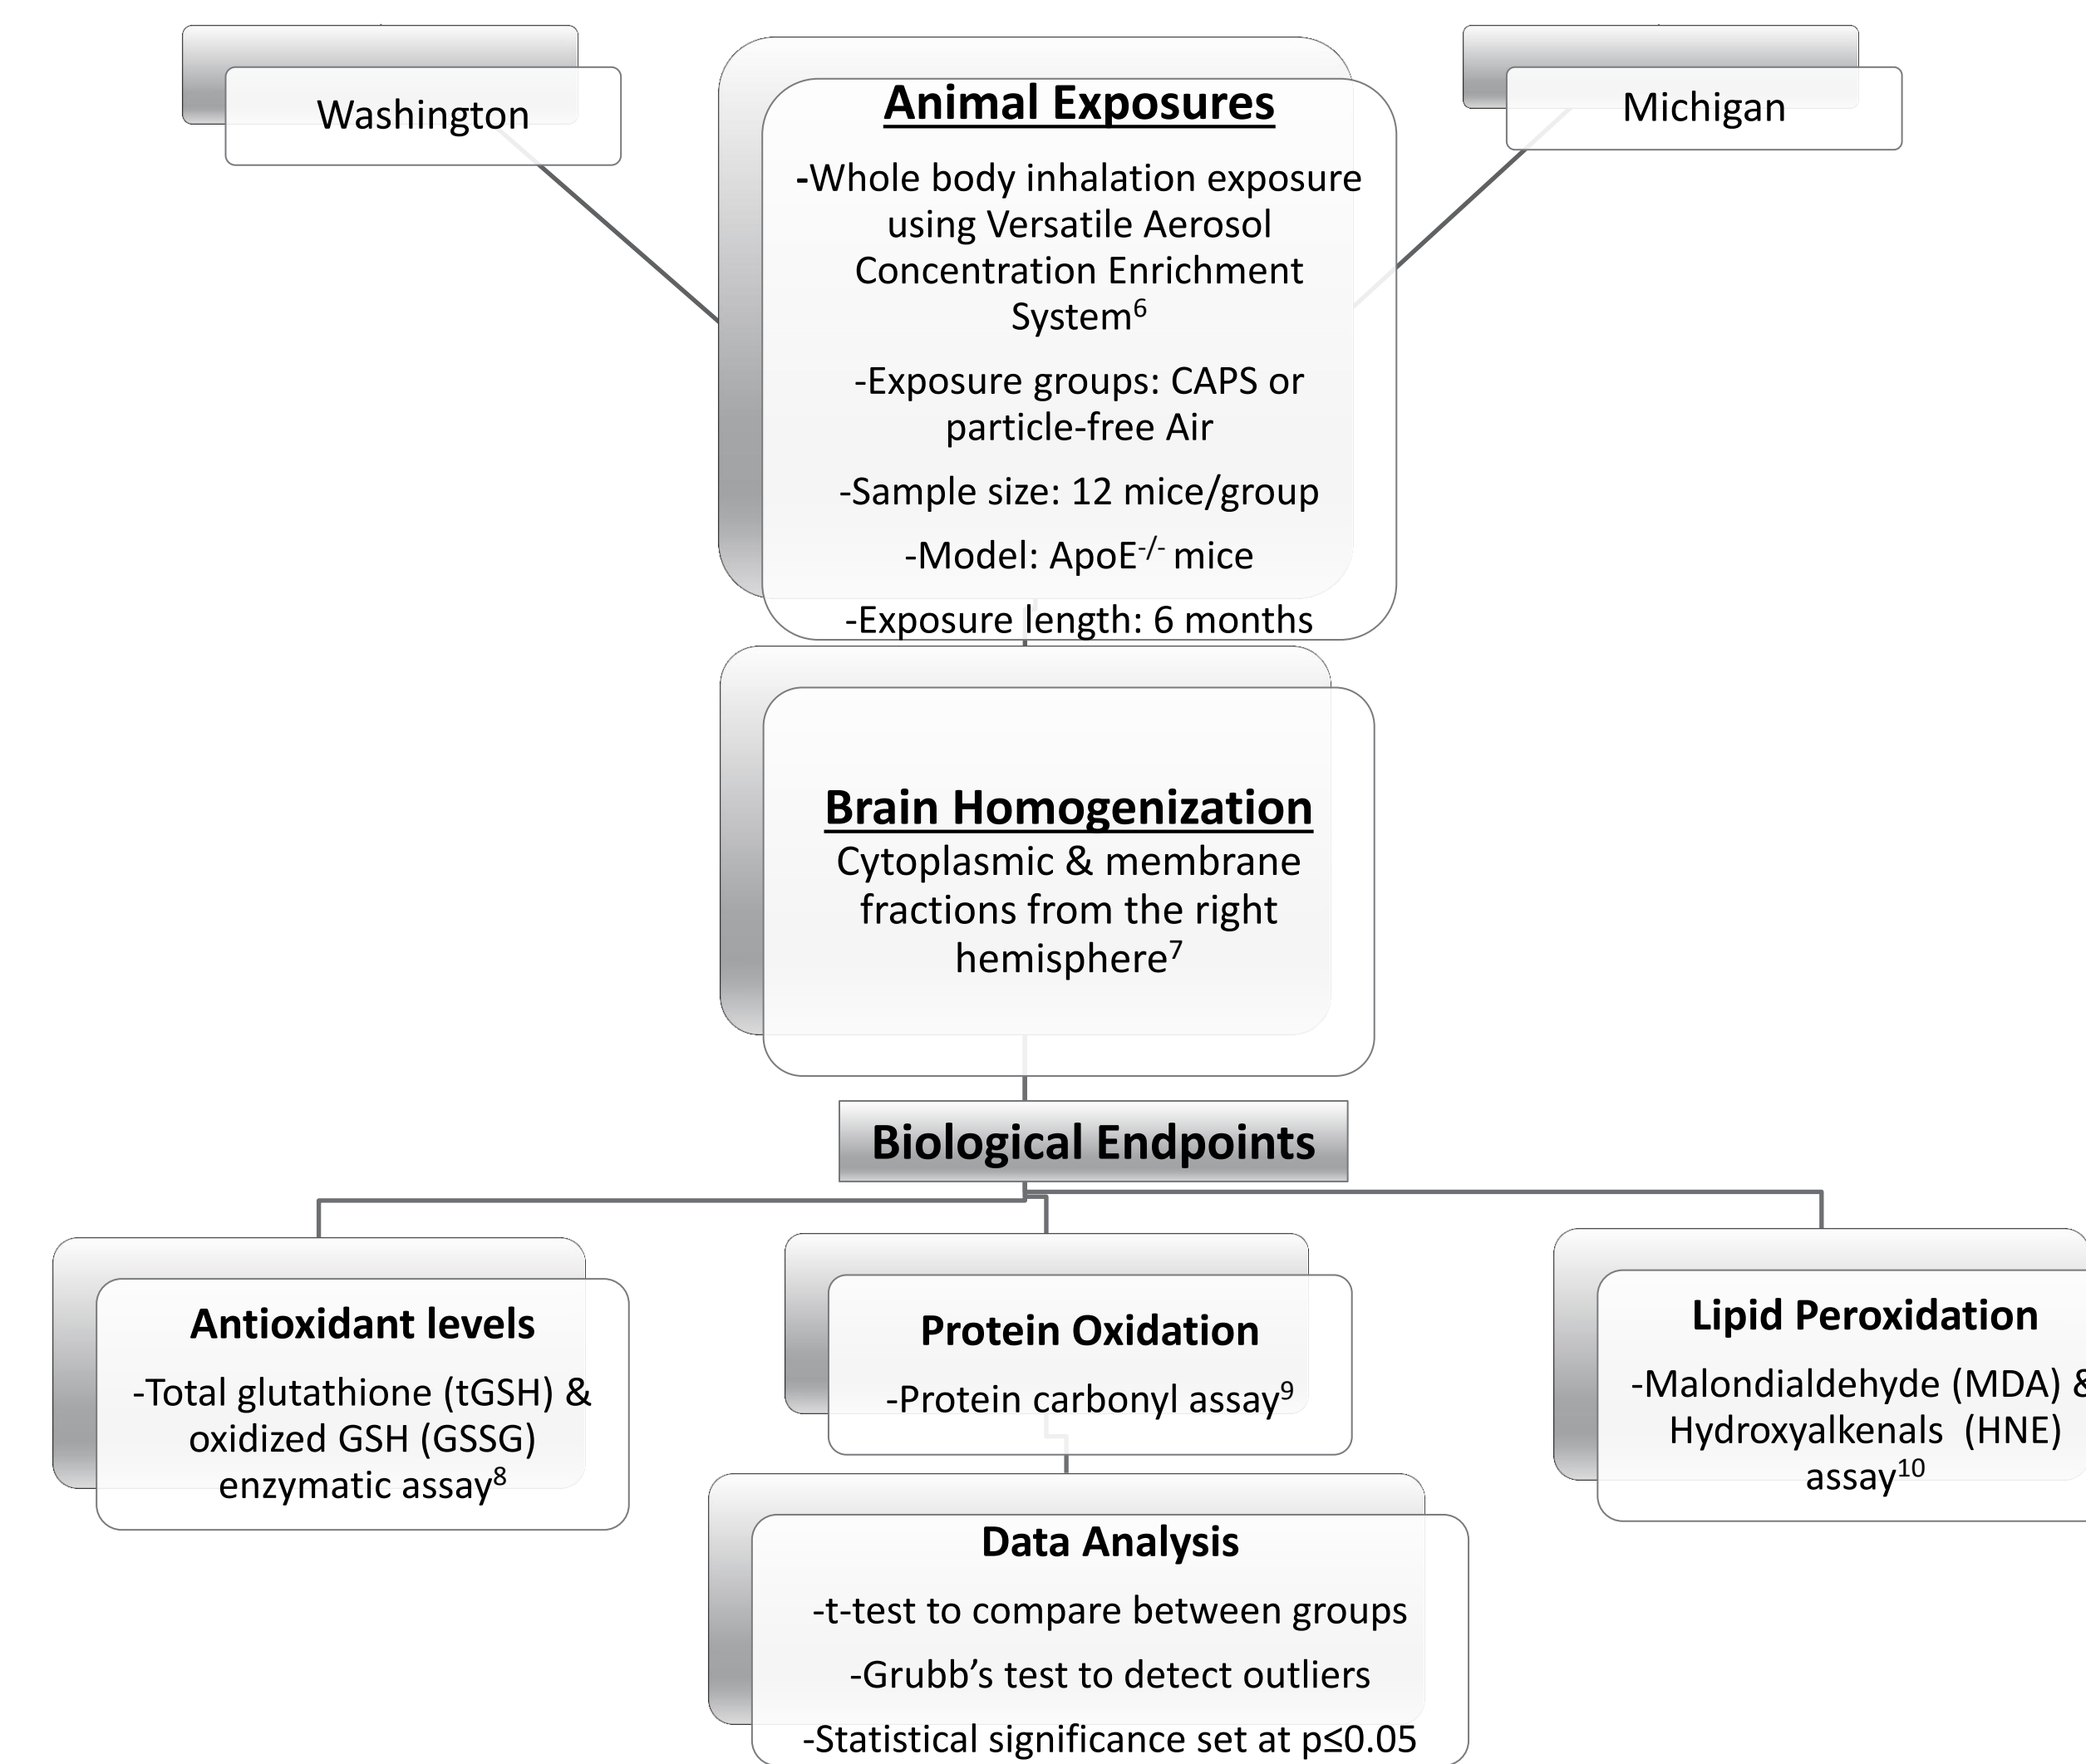 Washington
Michigan
Animal Exposures
-Whole body inhalation exposure
using Versatile Aerosol
Concentration Enrichment
System⁶
-Exposure groups: CAPS or
particle-free Air
-Sample size: 12 mice/group
-Model: ApoE⁻/⁻ mice
-Exposure length: 6 months
Brain Homogenization
Cytoplasmic & membrane
fractions from the right
hemisphere⁷
Biological Endpoints
Antioxidant levels
-Total glutathione (tGSH) &
oxidized GSH (GSSG)
enzymatic assay⁸
Protein Oxidation
-Protein carbonyl assay⁹
Lipid Peroxidation
-Malondialdehyde (MDA) &
Hydroxyalkenals (HNE)
assay¹⁰
Data Analysis
-t-test to compare between groups
-Grubb’s test to detect outliers
-Statistical significance set at p≤0.05